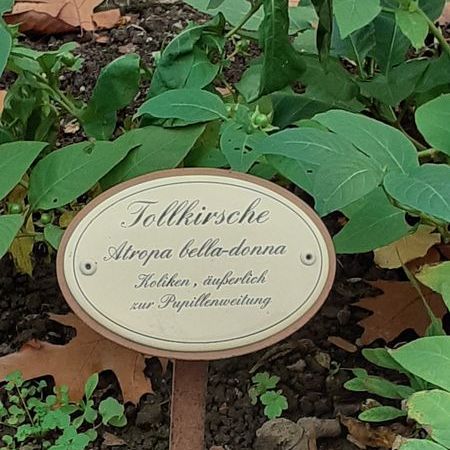 Tollkirsche
Atropa bella-donna
Koliken, äußerlich
zur Pupillenweitung